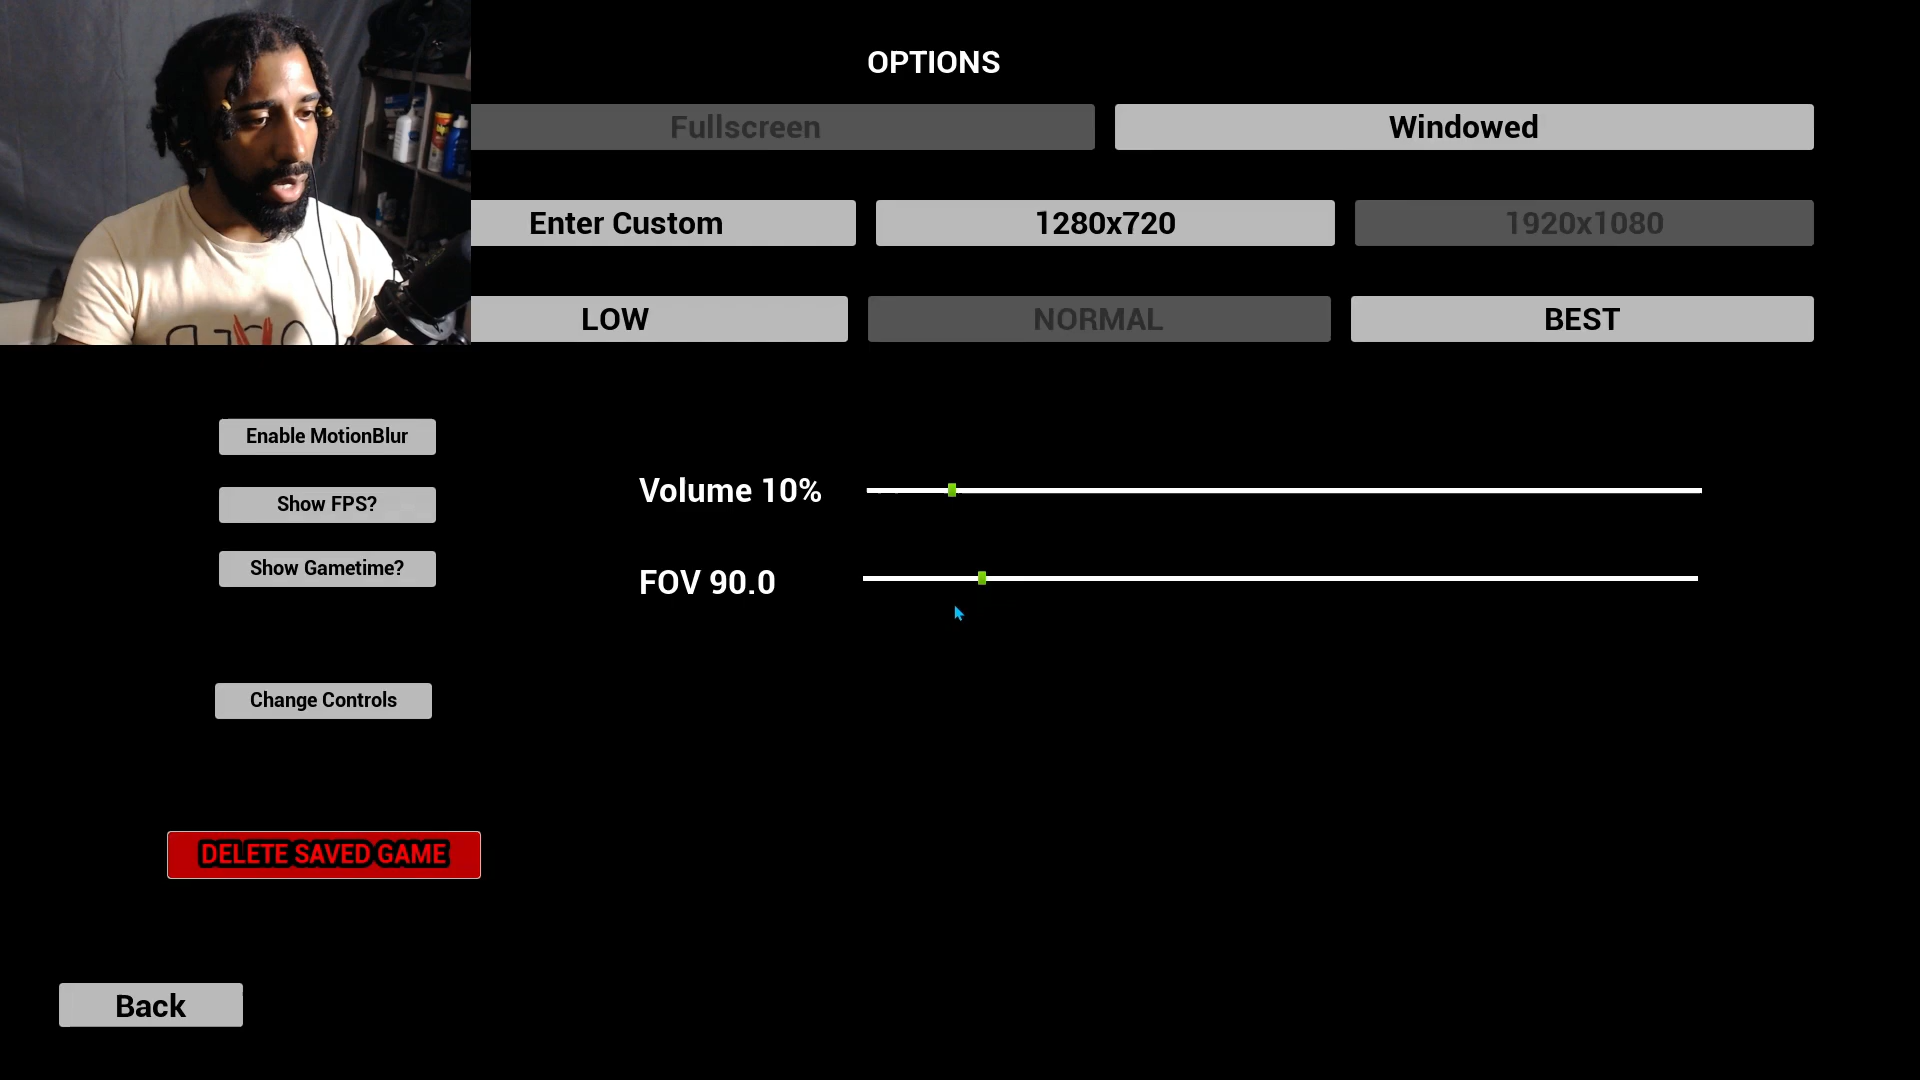 OPTIONS
Fullscreen
Windowed
Enter Custom
1280x720
1920x1080
LOW
NORMAL
BEST
Enable MotionBlur
Show FPS?
Show Gametime?
Volume 10%
FOV 90.0
Change Controls
DELETE SAVED GAME
Back